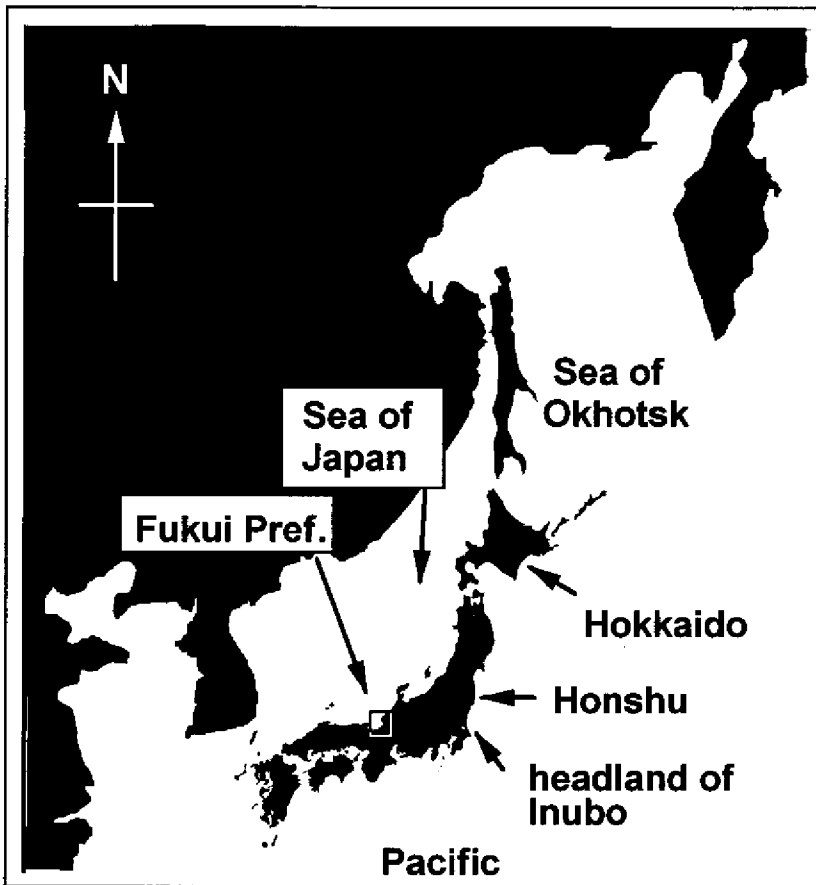 N
Sea of
Okhotsk
Sea of
Japan
Fukui Pref.
Hokkaido
Honshu
headland of
Inubo
Pacific